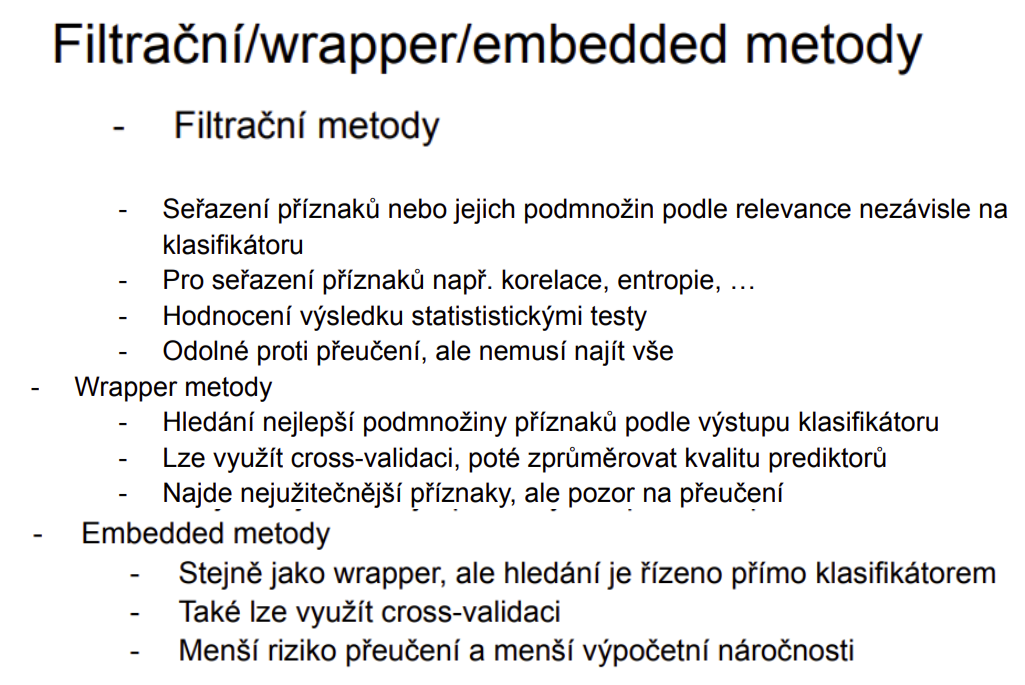 Filtrační/wrapper/embedded metody
- Filtrační metody
- Seřazení příznaků nebo jejich podmnožin podle relevance nezávisle na
klasifikátoru
- Pro seřazení příznaků např. korelace, entropie, …
- Hodnocení výsledku statististickými testy
- Odolné proti přeučení, ale nemusí najít vše
- Wrapper metody
- Hledání nejlepší podmnožiny příznaků podle výstupu klasifikátoru
- Lze využít cross-validaci, poté zprůměrovat kvalitu prediktorů
- Najde nejužitečnější příznaky, ale pozor na přeučení
- Embedded metody
- Stejně jako wrapper, ale hledání je řízeno přímo klasifikátorem
- Také lze využít cross-validaci
- Menší riziko přeučení a menší výpočetní náročnosti